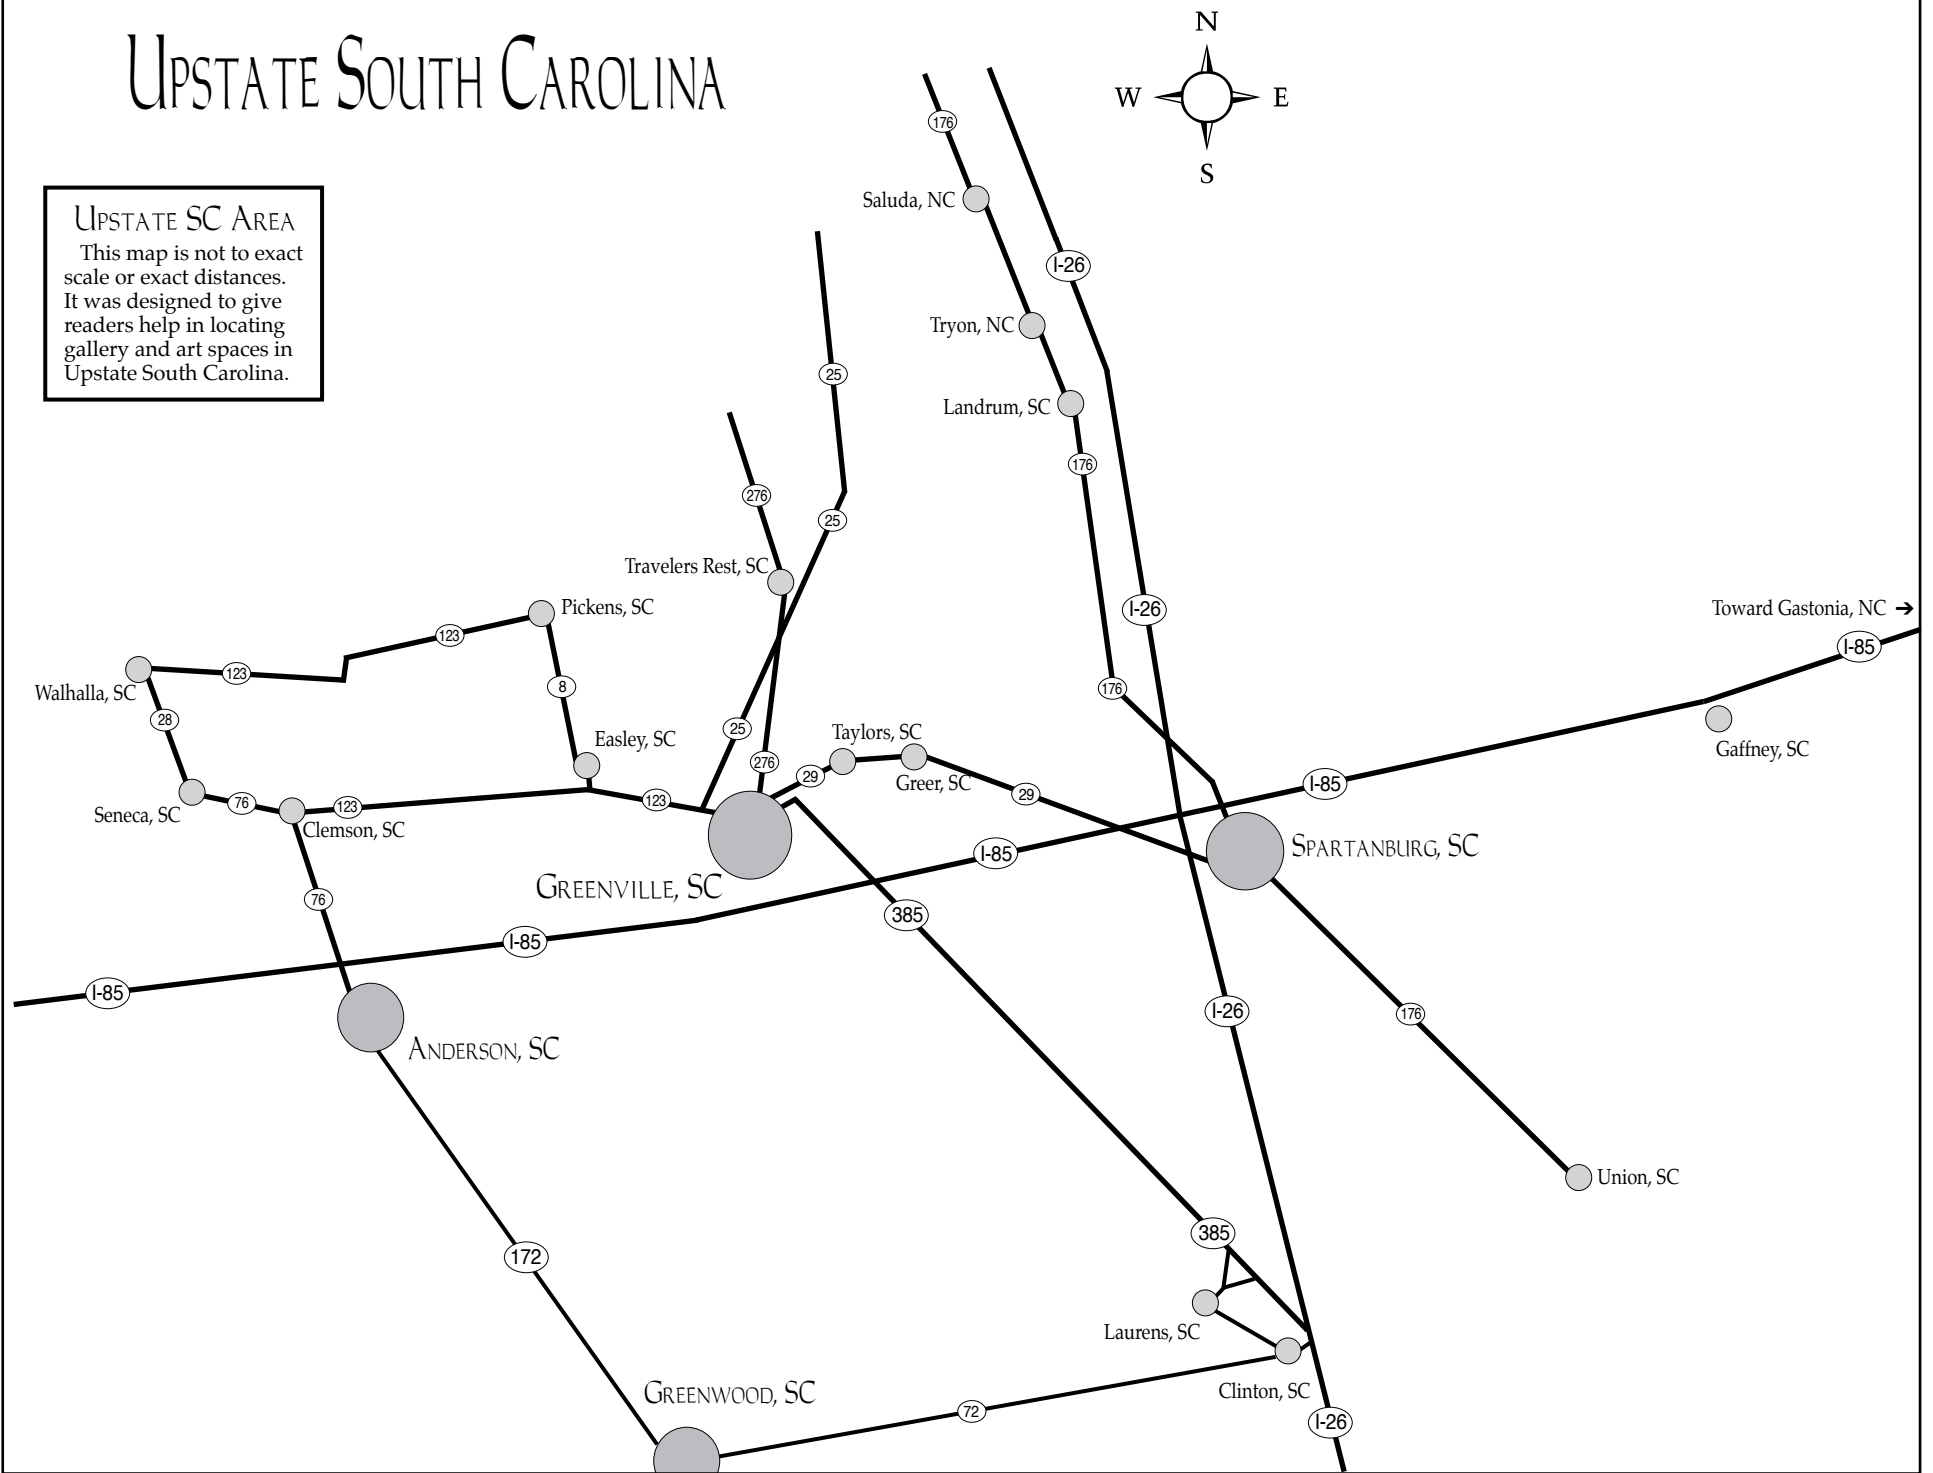 UPSTATE SOUTH CAROLINA
N
W E
S
UPSTATE SC AREA
This map is not to exact
scale or exact distances.
It was designed to give
readers help in locating
gallery and art spaces in
Upstate South Carolina.
176
Saluda, NC
I-26
Tryon, NC
25
Landrum, SC
176
276
25
Travelers Rest, SC
Pickens, SC
I-26
Toward Gastonia, NC ➔
123
I-85
123
Walhalla, SC
8
176
28
25
Gaffney, SC
Easley, SC
Taylors, SC
276
29
Greer, SC
I-85
29
Seneca, SC
76
123
123
Clemson, SC
SPARTANBURG, SC
I-85
GREENVILLE, SC
76
385
I-85
I-85
I-26
176
ANDERSON, SC
Union, SC
385
172
Laurens, SC
GREENWOOD, SC
Clinton, SC
72
I-26